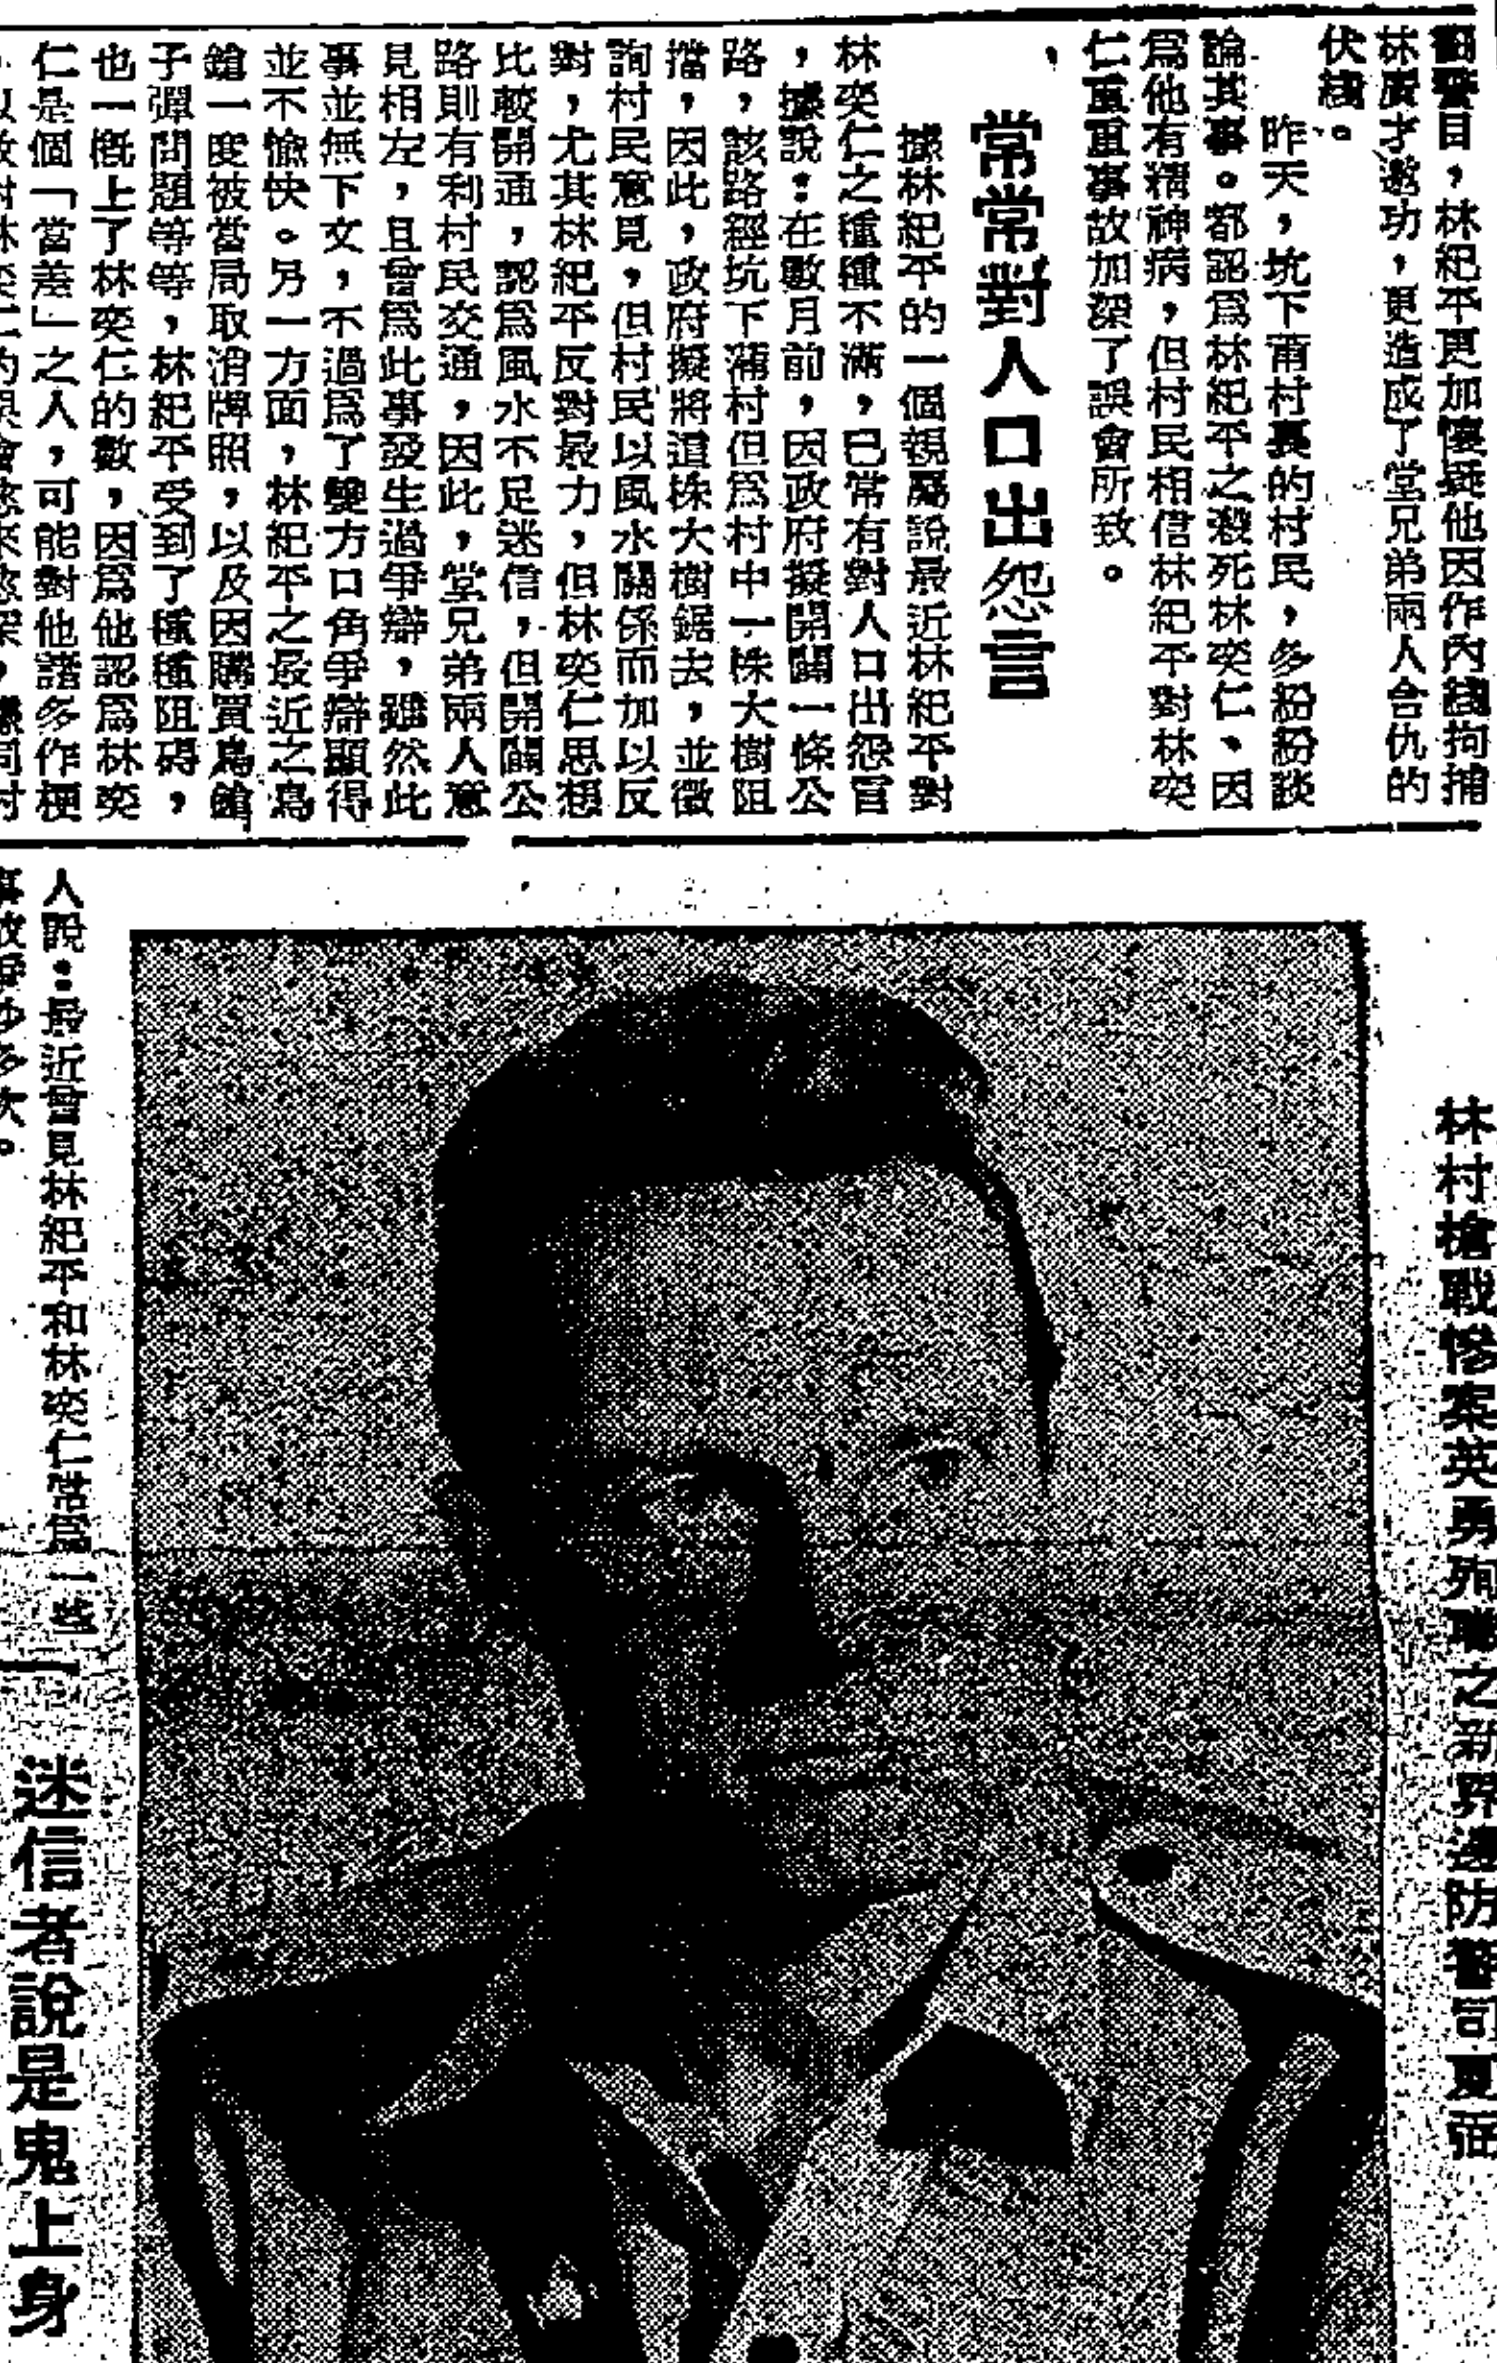 翻警目，林紀平更加懷疑他因作內綫拘捕
林廣才邀功，更造成了堂兄弟兩人合仇的
伏綫。
昨天，坑下莆村裏的村民，多紛紛談
論其事。都認爲林紀平之殺死林奕仁、因
爲他有精神病，但村民相信林紀平對林奕
仁重重事故加深了誤會所致。
常常對人口出怨言
據林紀平的一個親屬說最近林紀平對
林奕仁之種種不滿，已常有對人口出怨言
，據說：在數月前，因政府擬開闢一條公
路，該路經坑下莆村但爲村中一株大樹阻
擋，因此，政府擬將這株大樹鋸去，並徵
詢村民意見，但村民以風水關係而加以反
對，尤其林紀平反對最力，但林奕仁思想
比較開通，認爲風水不足迷信，但開闢公
路則有利村民交通，因此，堂兄弟兩人意
見相左，且曾爲此事發生過爭辯，雖然此
事並無下文，不過爲了雙方口角爭辯顯得
並不愉快。另一方面，林紀平之最近之鳥
鎗一度被當局取消牌照，以及因購買鳥鎗
子彈問題等等，林紀平受到了種種阻碍，
也一槪上了林奕仁的數，因爲他認爲林奕
仁是個「當差」之人，可能對他諸多作梗
人說：最近曾見林紀平和林奕仁常爲一些
迷信者說是鬼上身
林村槍戰慘案英勇殉職之新界邊防警司夏弼